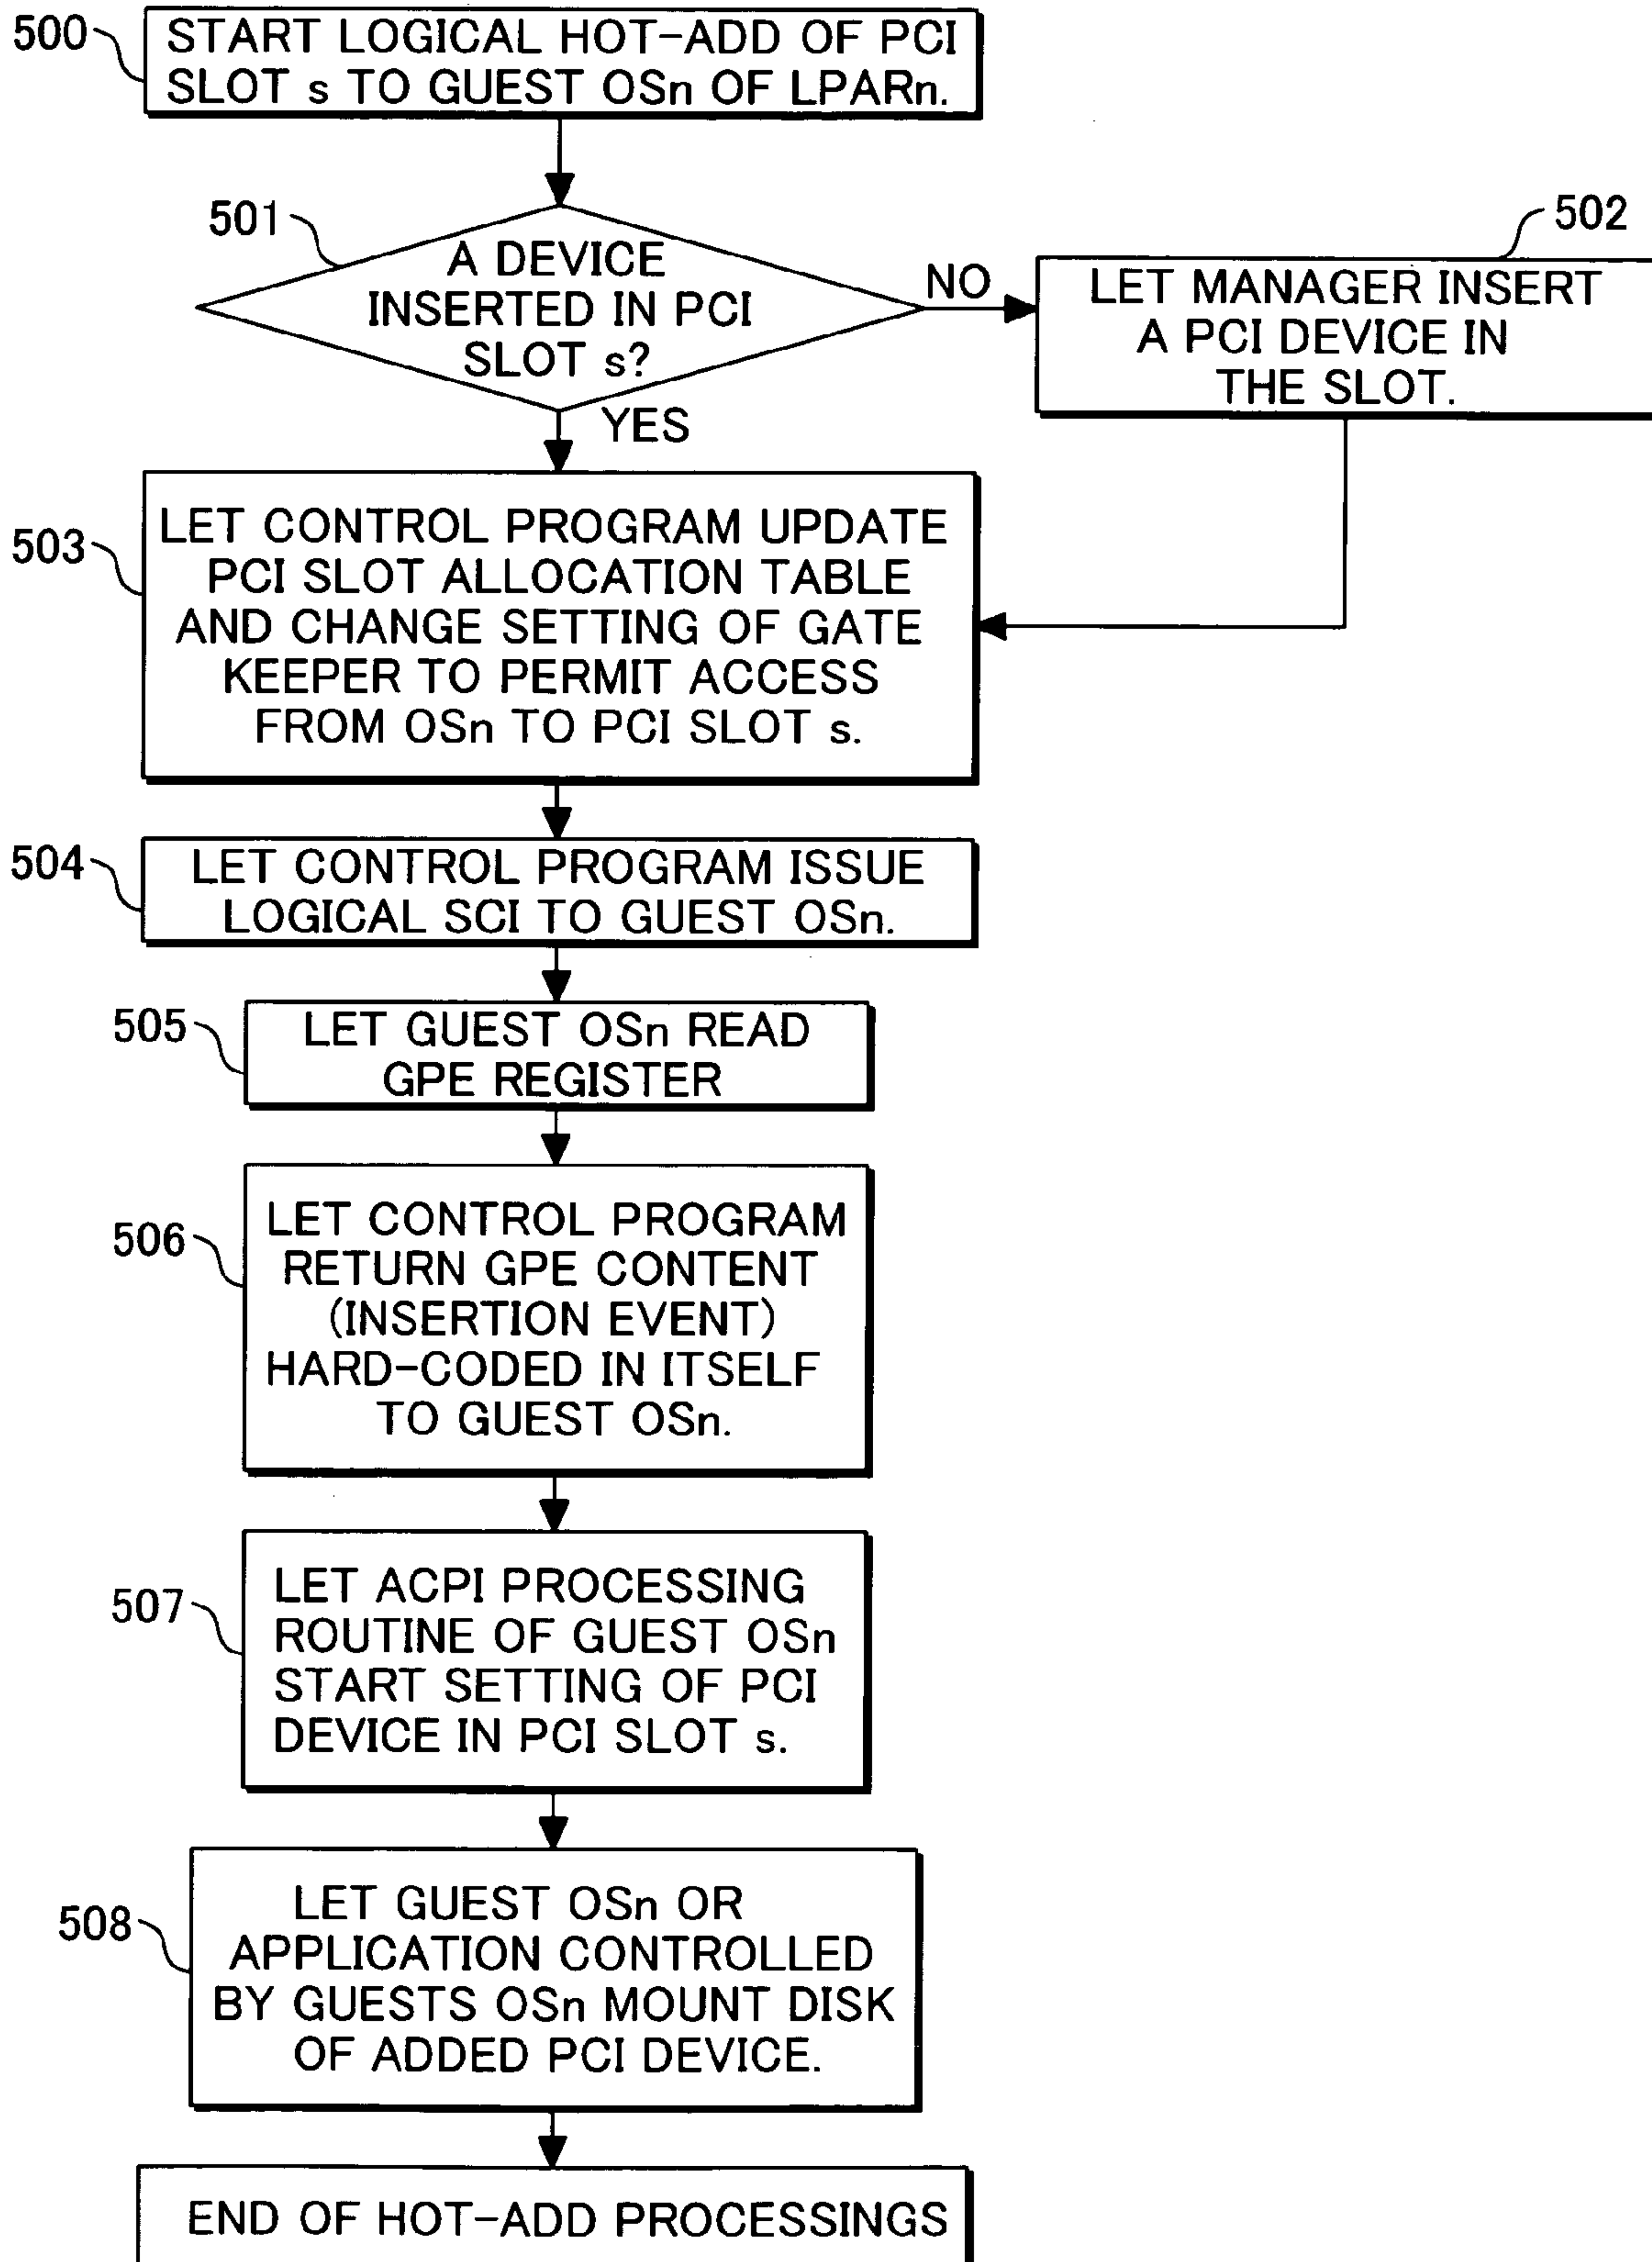 500
START LOGICAL HOT-ADD OF PCI
SLOT s TO GUEST OSn OF LPARn.
501
A DEVICE
INSERTED IN PCI
SLOT s?
NO
502
LET MANAGER INSERT
A PCI DEVICE IN
THE SLOT.
YES
503
LET CONTROL PROGRAM UPDATE
PCI SLOT ALLOCATION TABLE
AND CHANGE SETTING OF GATE
KEEPER TO PERMIT ACCESS
FROM OSn TO PCI SLOT s.
504
LET CONTROL PROGRAM ISSUE
LOGICAL SCI TO GUEST OSn.
505
LET GUEST OSn READ
GPE REGISTER
506
LET CONTROL PROGRAM
RETURN GPE CONTENT
(INSERTION EVENT)
HARD-CODED IN ITSELF
TO GUEST OSn.
507
LET ACPI PROCESSING
ROUTINE OF GUEST OSn
START SETTING OF PCI
DEVICE IN PCI SLOT s.
508
LET GUEST OSn OR
APPLICATION CONTROLLED
BY GUESTS OSn MOUNT DISK
OF ADDED PCI DEVICE.
END OF HOT-ADD PROCESSINGS